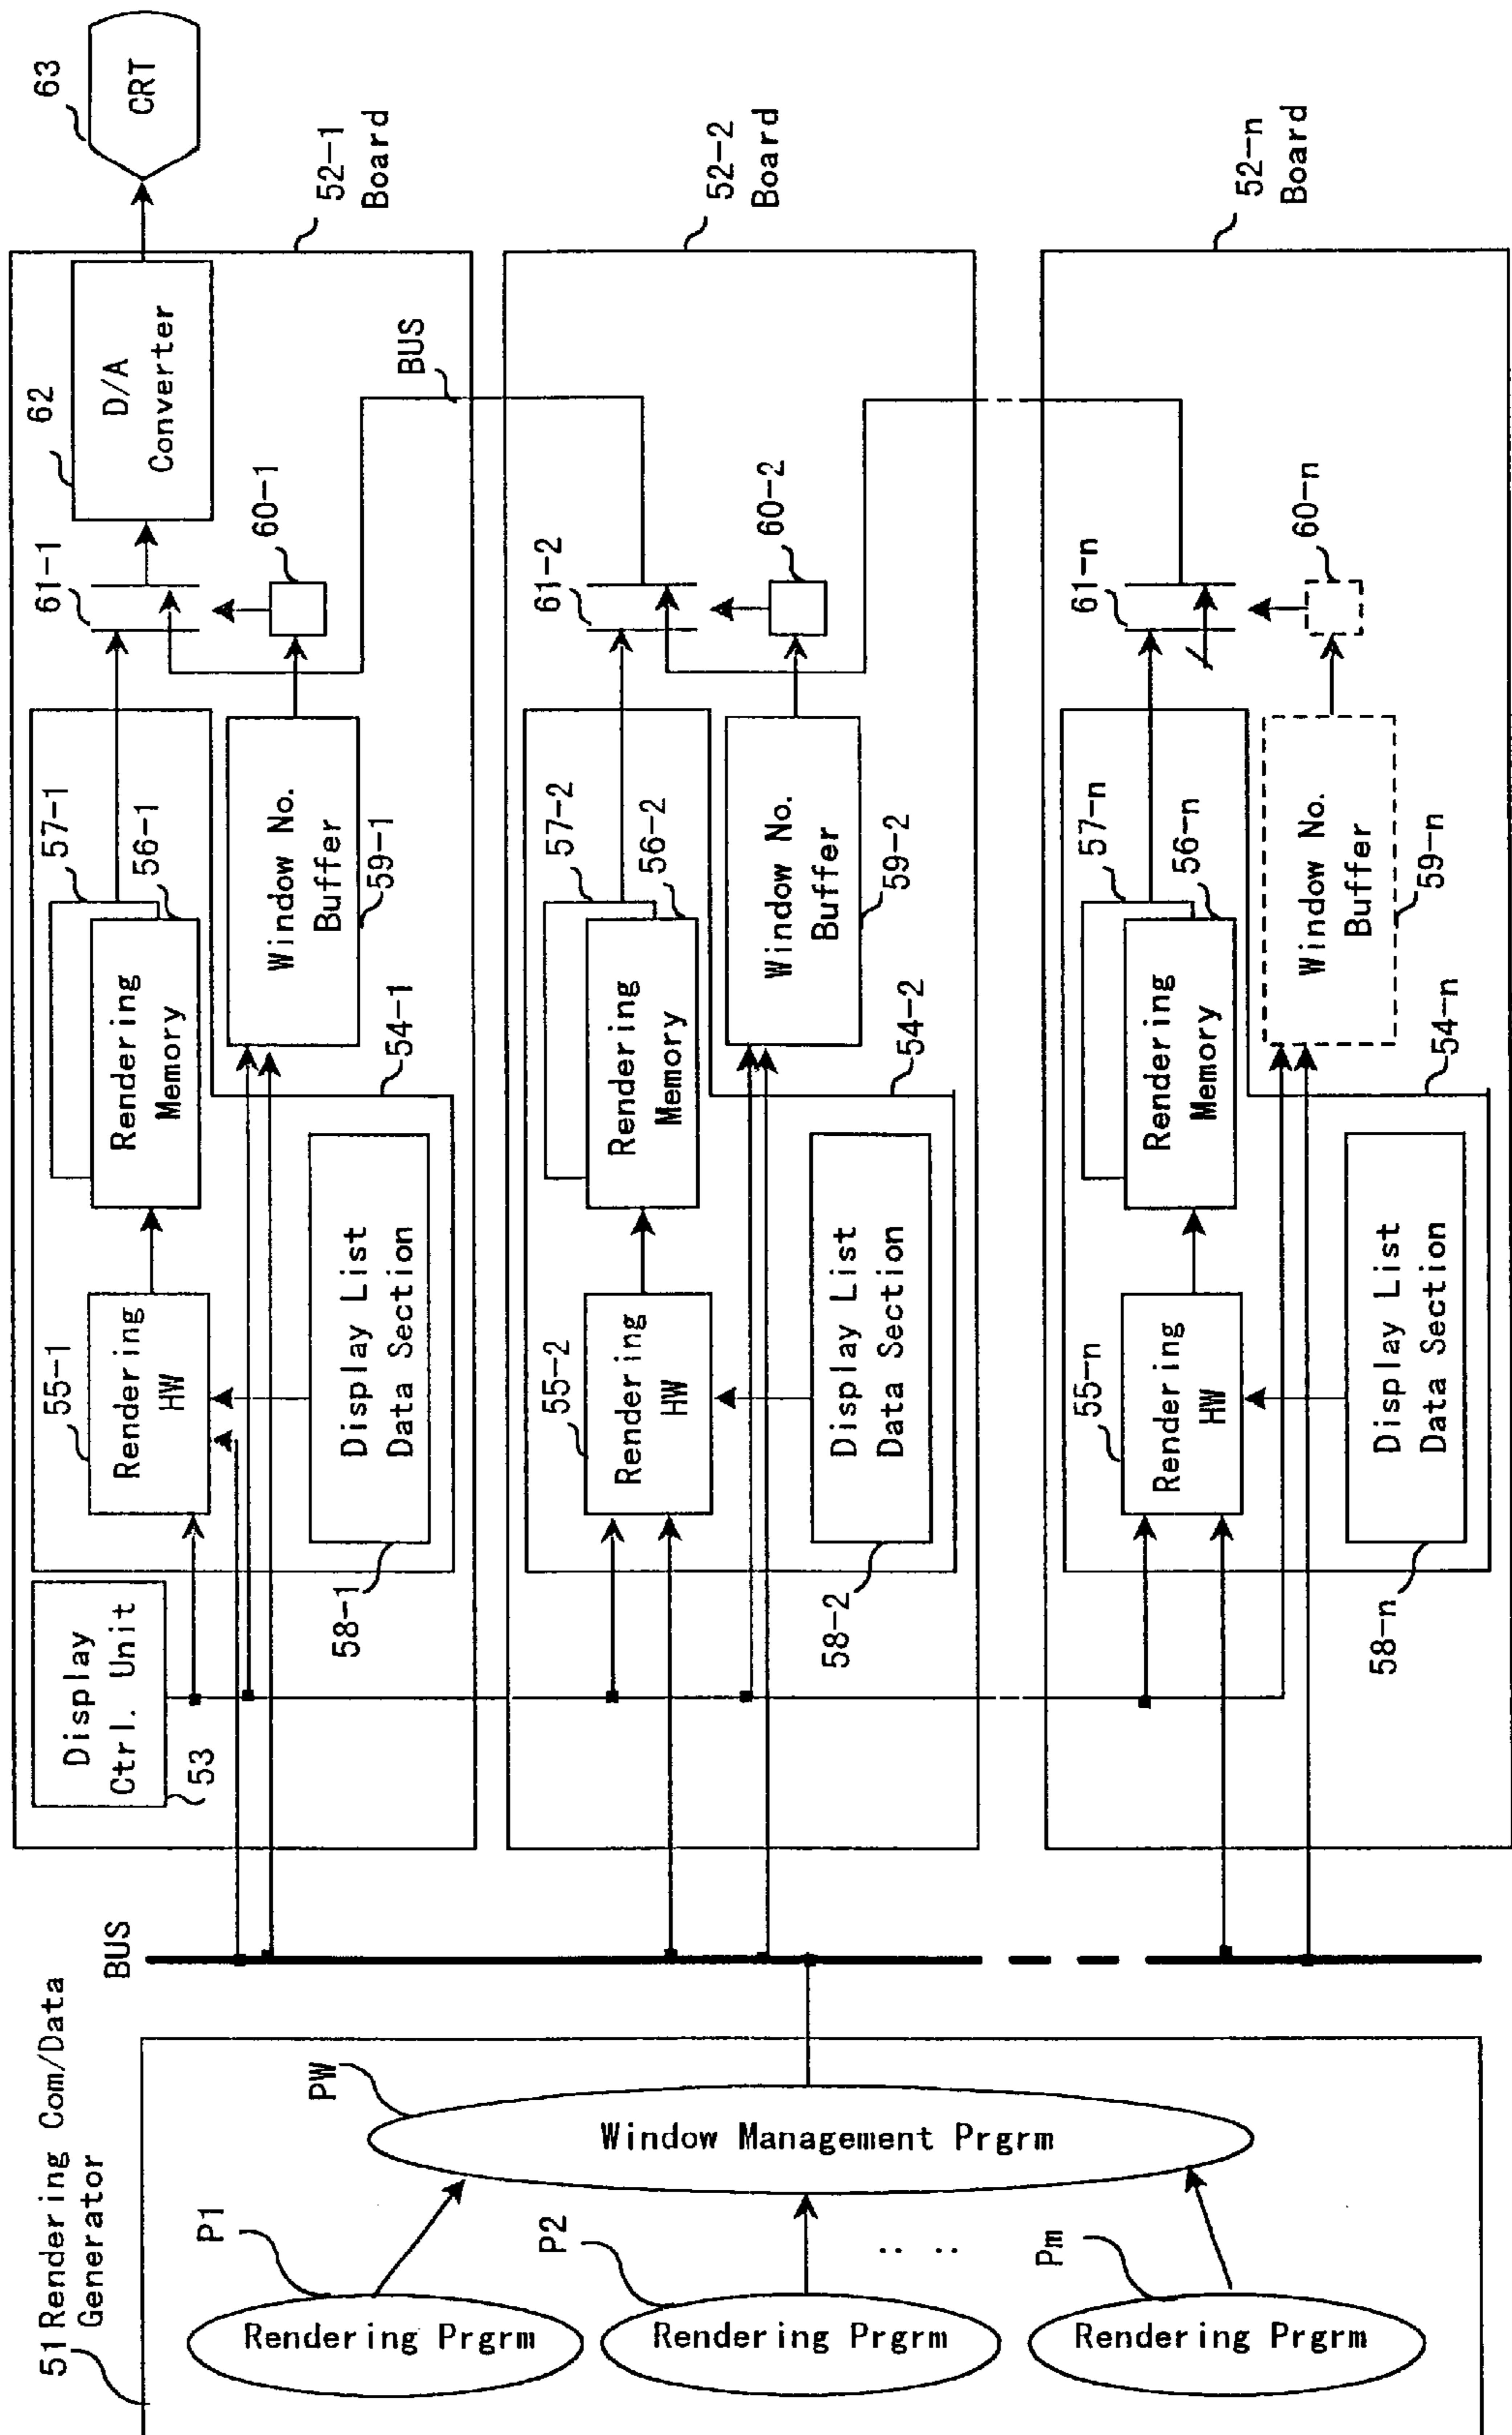 51 Rendering Com/Data
Generator
P1
Rendering Prgrm
P2
Rendering Prgrm
Pm
Rendering Prgrm
.. ..
PW
Window Management Prgrm
BUS
Display
Ctrl. Unit
53
55-1
Rendering
HW
58-1
Display List
Data Section
57-1
56-1
Rendering
Memory
54-1
Window No.
Buffer
59-1
61-1
60-1
62
D/A
Converter
63
CRT
52-1
Board
BUS
55-2
Rendering
HW
58-2
Display List
Data Section
57-2
56-2
Rendering
Memory
54-2
Window No.
Buffer
59-2
61-2
60-2
52-2
Board
55-n
Rendering
HW
58-n
Display List
Data Section
57-n
56-n
Rendering
Memory
54-n
Window No.
Buffer
59-n
61-n
60-n
52-n
Board